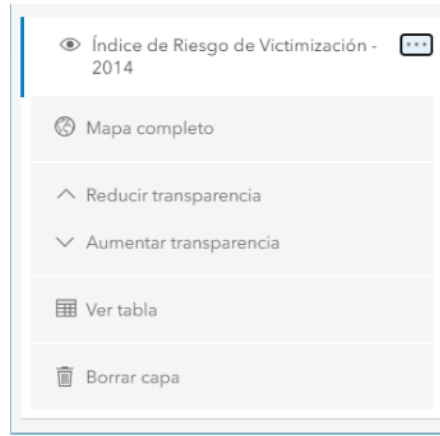 Índice de Riesgo de Victimización -
2014
Mapa completo
Reducir transparencia
Aumentar transparencia
Ver tabla
Borrar capa